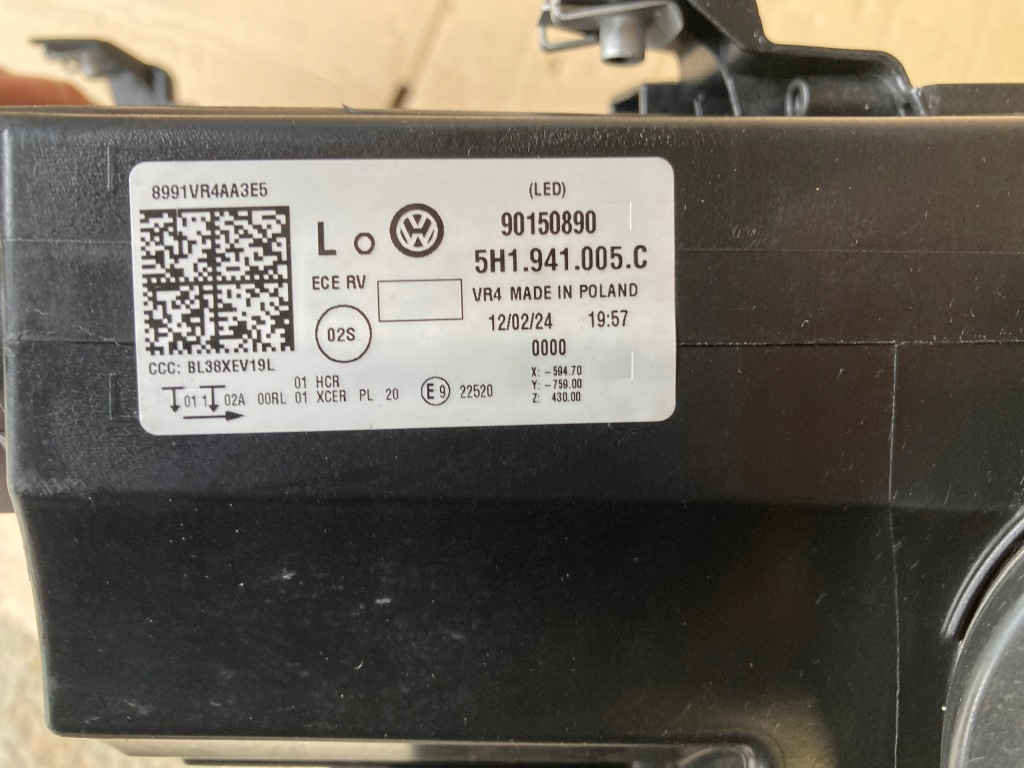 8991VR4AA3E5
(LED)
L
90150890
5H1.941.005.C
ECE RV
VR4 MADE IN POLAND
02S
12/02/24 19:57
0000
CCC: BL38XEV19L
X: -594.70
Y: -759.00
Z: 430.00
01 HCR
01 1 02A 00RL 01 XCER PL 20 E9 22520